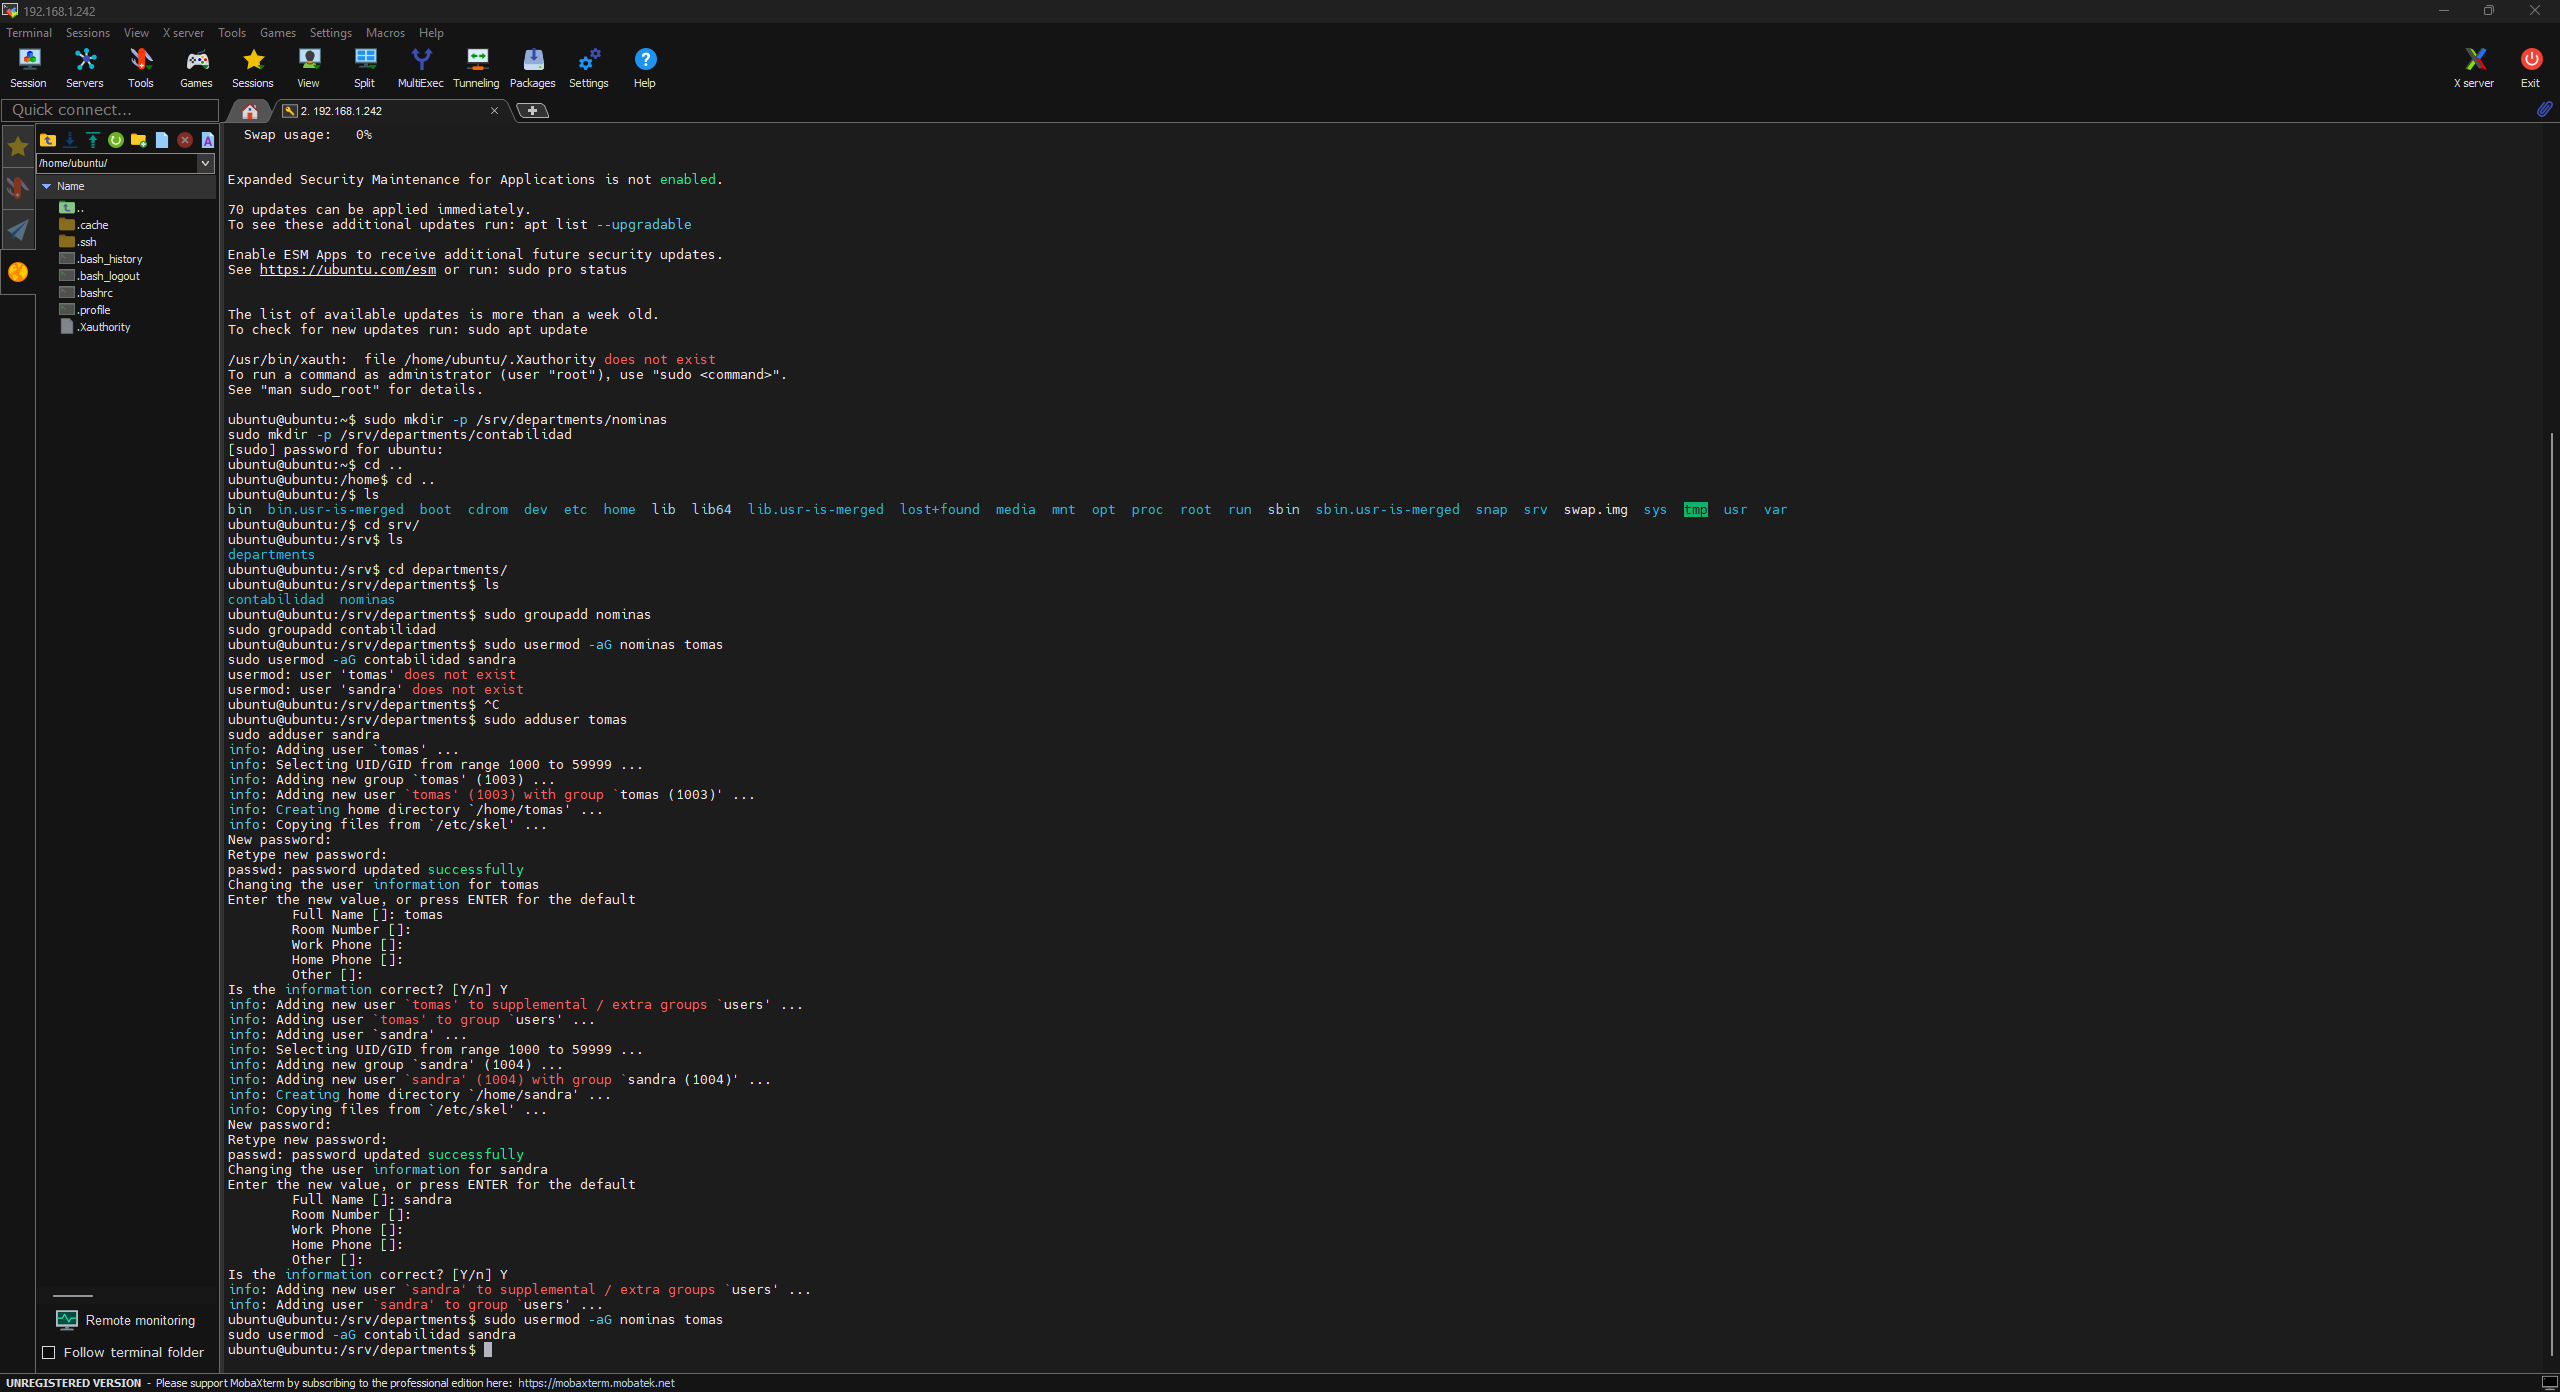 192.168.1.242
Terminal Sessions View X server Tools Games Settings Macros Help
Session Servers Tools Games Sessions View Split MultiExec Tunneling Packages Settings Help X server Exit
Quick connect...
2. 192.168.1.242
/home/ubuntu/
Name
..
.cache
.ssh
.bash_history
.bash_logout
.bashrc
.profile
.Xauthority
Remote monitoring
Follow terminal folder
Swap usage:   0%
Expanded Security Maintenance for Applications is not enabled.
70 updates can be applied immediately.
To see these additional updates run: apt list --upgradable
Enable ESM Apps to receive additional future security updates.
See https://ubuntu.com/esm or run: sudo pro status
The list of available updates is more than a week old.
To check for new updates run: sudo apt update
/usr/bin/xauth:  file /home/ubuntu/.Xauthority does not exist
To run a command as administrator (user "root"), use "sudo <command>".
See "man sudo_root" for details.
ubuntu@ubuntu:~$ sudo mkdir -p /srv/departments/nominas
sudo mkdir -p /srv/departments/contabilidad
[sudo] password for ubuntu:
ubuntu@ubuntu:~$ cd ..
ubuntu@ubuntu:/home$ cd ..
ubuntu@ubuntu:/$ ls
bin  bin.usr-is-merged  boot  cdrom  dev  etc  home  lib  lib64  lib.usr-is-merged  lost+found  media  mnt  opt  proc  root  run  sbin  sbin.usr-is-merged  snap  srv  swap.img  sys  tmp  usr  var
ubuntu@ubuntu:/$ cd srv/
ubuntu@ubuntu:/srv$ ls
departments
ubuntu@ubuntu:/srv$ cd departments/
ubuntu@ubuntu:/srv/departments$ ls
contabilidad  nominas
ubuntu@ubuntu:/srv/departments$ sudo groupadd nominas
sudo groupadd contabilidad
ubuntu@ubuntu:/srv/departments$ sudo usermod -aG nominas tomas
sudo usermod -aG contabilidad sandra
usermod: user 'tomas' does not exist
usermod: user 'sandra' does not exist
ubuntu@ubuntu:/srv/departments$ ^C
ubuntu@ubuntu:/srv/departments$ sudo adduser tomas
sudo adduser sandra
info: Adding user `tomas' ...
info: Selecting UID/GID from range 1000 to 59999 ...
info: Adding new group `tomas' (1003) ...
info: Adding new user `tomas' (1003) with group `tomas (1003)' ...
info: Creating home directory `/home/tomas' ...
info: Copying files from `/etc/skel' ...
New password:
Retype new password:
passwd: password updated successfully
Changing the user information for tomas
Enter the new value, or press ENTER for the default
Full Name []: tomas
Room Number []:
Work Phone []:
Home Phone []:
Other []:
Is the information correct? [Y/n] Y
info: Adding new user `tomas' to supplemental / extra groups `users' ...
info: Adding user `tomas' to group `users' ...
info: Adding user `sandra' ...
info: Selecting UID/GID from range 1000 to 59999 ...
info: Adding new group `sandra' (1004) ...
info: Adding new user `sandra' (1004) with group `sandra (1004)' ...
info: Creating home directory `/home/sandra' ...
info: Copying files from `/etc/skel' ...
New password:
Retype new password:
passwd: password updated successfully
Changing the user information for sandra
Enter the new value, or press ENTER for the default
Full Name []: sandra
Room Number []:
Work Phone []:
Home Phone []:
Other []:
Is the information correct? [Y/n] Y
info: Adding new user `sandra' to supplemental / extra groups `users' ...
info: Adding user `sandra' to group `users' ...
ubuntu@ubuntu:/srv/departments$ sudo usermod -aG nominas tomas
sudo usermod -aG contabilidad sandra
ubuntu@ubuntu:/srv/departments$
UNREGISTERED VERSION - Please support MobaXterm by subscribing to the professional edition here: https://mobaxterm.mobatek.net